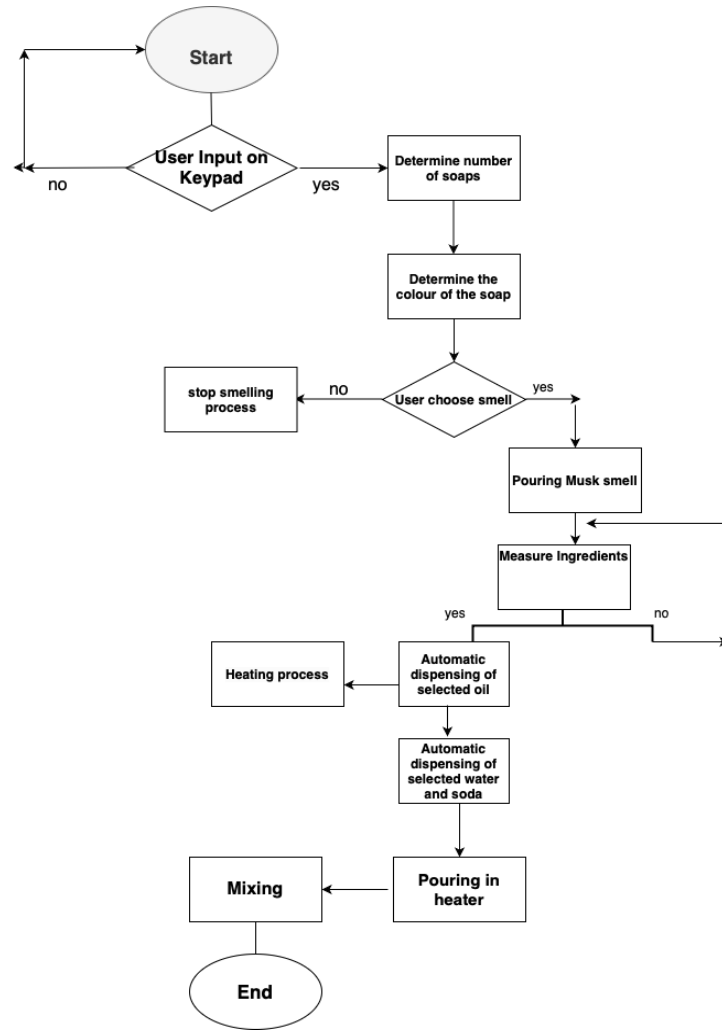 Start
User Input on
Keypad
no
yes
Determine number
of soaps
Determine the
colour of the soap
stop smelling
process
no
User choose smell
yes
Pouring Musk smell
Measure Ingredients
yes
no
Heating process
Automatic
dispensing of
selected oil
Automatic
dispensing of
selected water
and soda
Mixing
Pouring in
heater
End